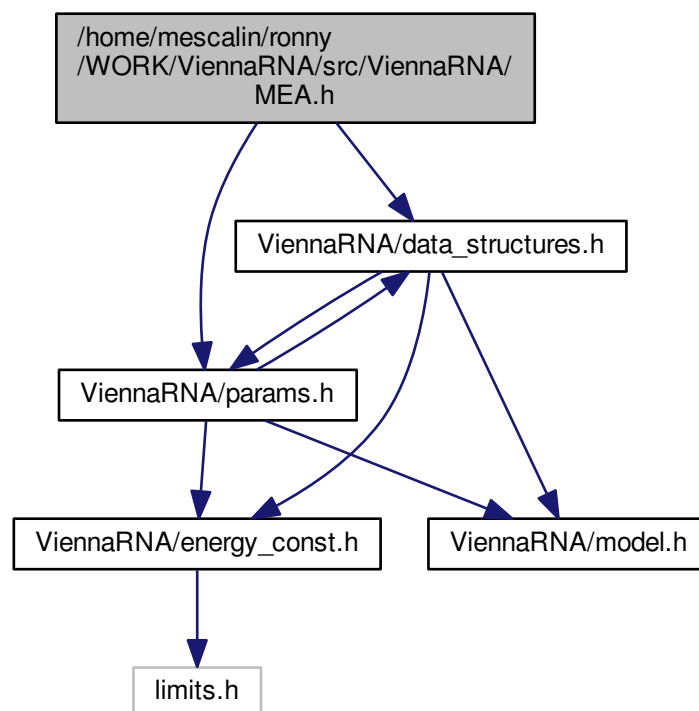 /home/mescalin/ronny
/WORK/ViennaRNA/src/ViennaRNA/
MEA.h
ViennaRNA/data_structures.h
ViennaRNA/params.h
ViennaRNA/energy_const.h
ViennaRNA/model.h
limits.h